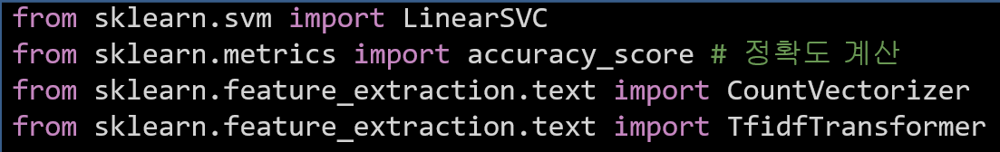 from sklearn.svm import LinearSVC
from sklearn.metrics import accuracy_score # 정확도 계산
from sklearn.feature_extraction.text import CountVectorizer
from sklearn.feature_extraction.text import TfidfTransformer